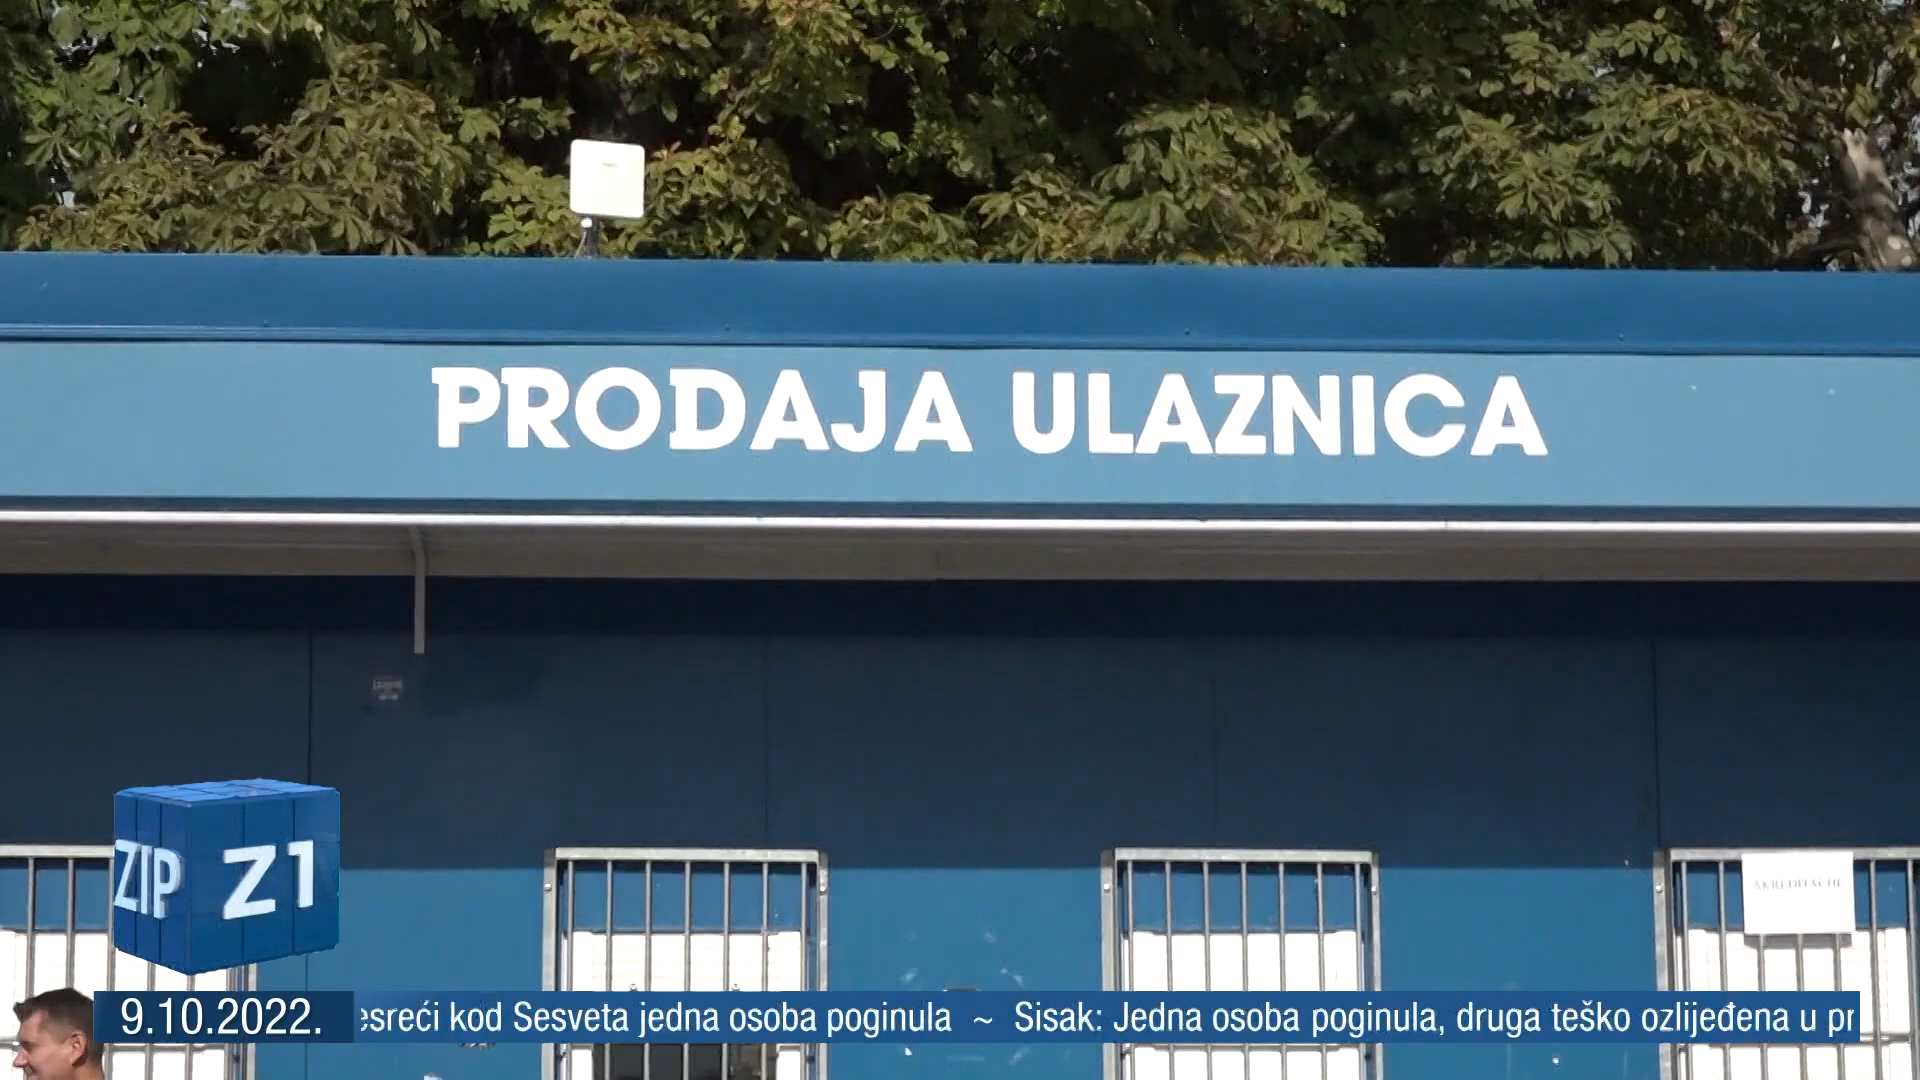 PRODAJA ULAZNICA
AKREDITACIJE
ZIP Z1
9.10.2022.
esreći kod Sesveta jedna osoba poginula ~ Sisak: Jedna osoba poginula, druga teško ozlijeđena u pr